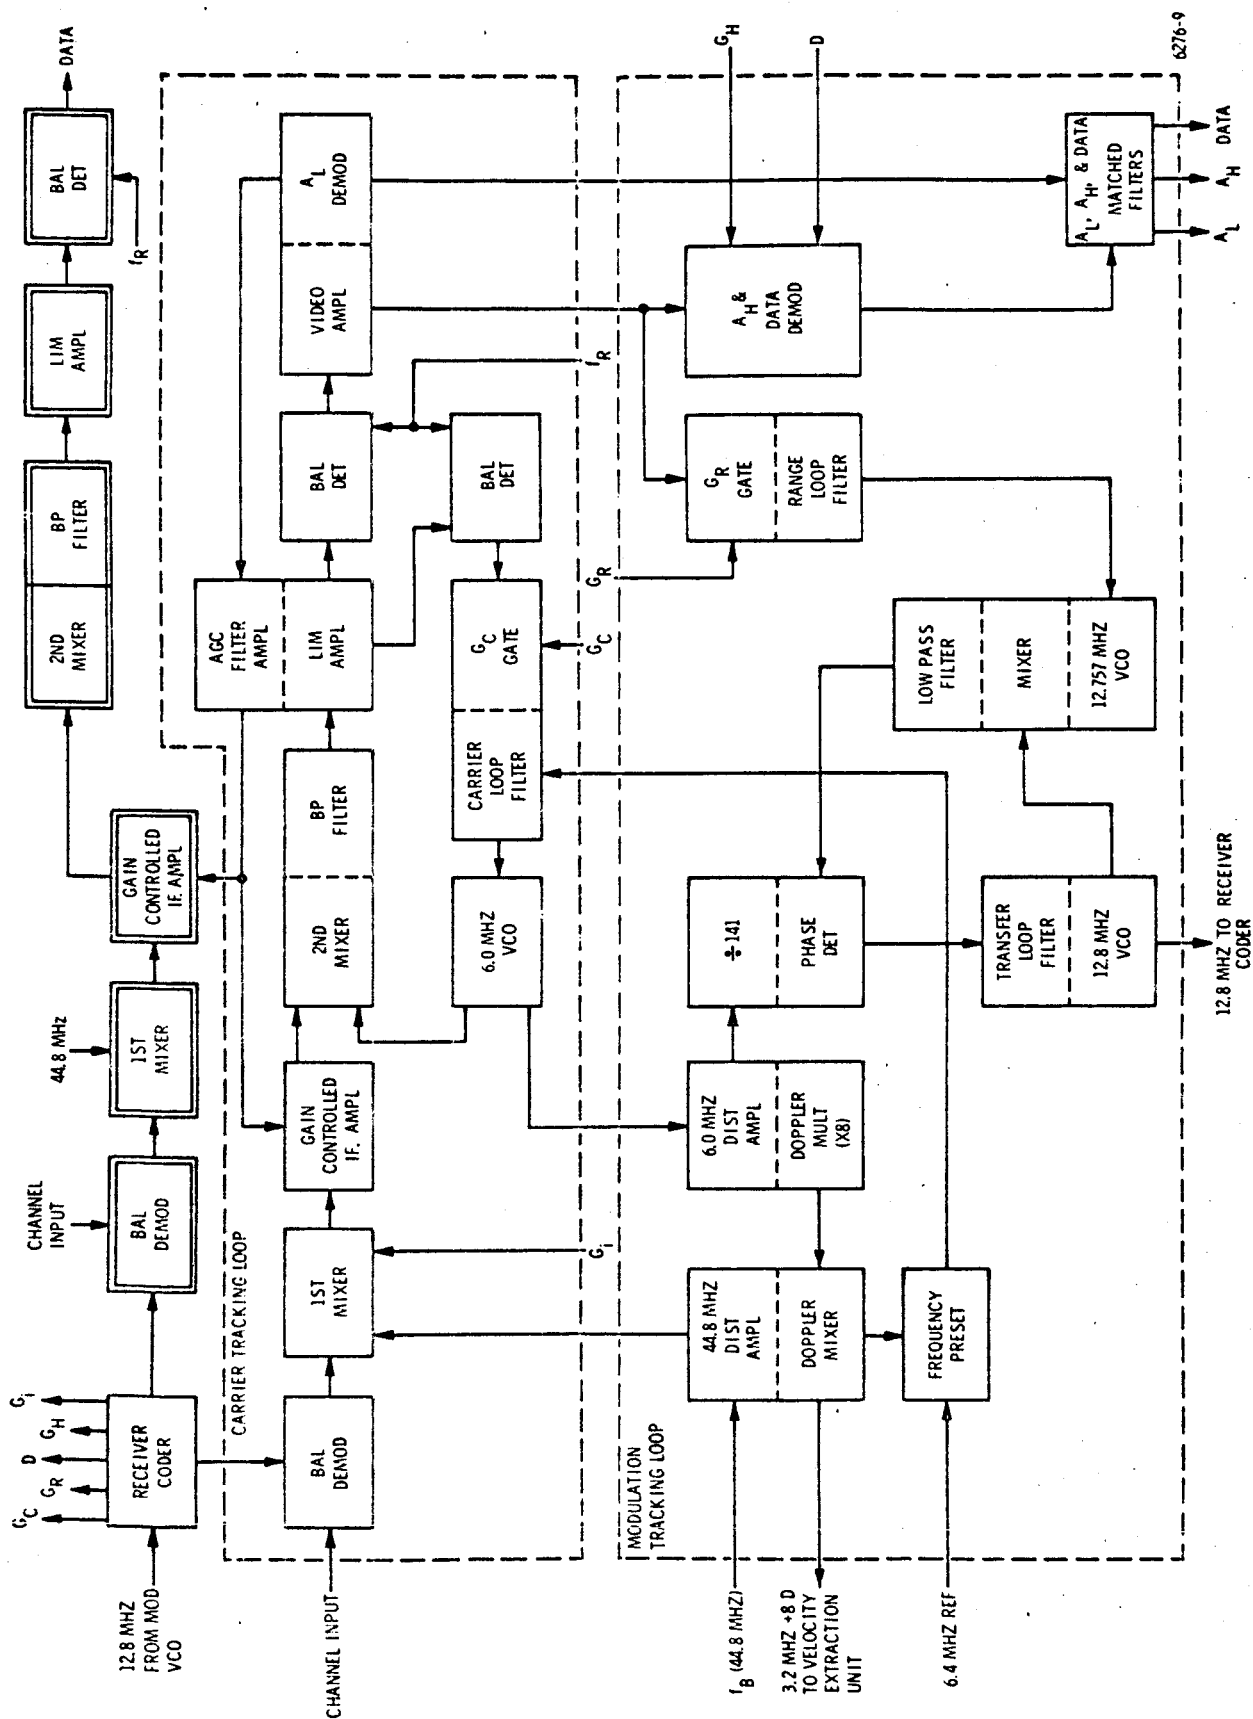 G_C
G_R
D
G_H
G_i
12.8 MHZ
FROM MOD
VCO
RECEIVER
CODER
CHANNEL
INPUT
BAL
DEMOD
44.8 MHz
1ST
MIXER
GAIN
CONTROLLED
IF. AMPL
2ND
MIXER
BP
FILTER
LIM
AMPL
BAL
DET
DATA
f_R
CARRIER TRACKING LOOP
CHANNEL INPUT
BAL
DEMOD
1ST
MIXER
G_i
GAIN
CONTROLLED
IF. AMPL
2ND
MIXER
BP
FILTER
AGC
FILTER
AMPL
LIM
AMPL
BAL
DET
VIDEO
AMPL
A_L
DEMOD
6.0 MHZ
VCO
CARRIER
LOOP
FILTER
G_C
GATE
BAL
DET
G_C
G_R
f_R
G_H
D
MODULATION
TRACKING LOOP
f_B (44.8 MHZ)
3.2 MHZ +8 D
TO VELOCITY
EXTRACTION
UNIT
6.4 MHZ REF
44.8 MHZ
DIST
AMPL
DOPPLER
MIXER
FREQUENCY
PRESET
6.0 MHZ
DIST
AMPL
DOPPLER
MULT
(X8)
÷141
PHASE
DET
TRANSFER
LOOP
FILTER
12.8 MHZ
VCO
LOW PASS
FILTER
MIXER
12.757 MHZ
VCO
G_R
GATE
RANGE
LOOP
FILTER
A_H &
DATA
DEMOD
A_L, A_H, & DATA
MATCHED
FILTERS
12.8 MHZ TO RECEIVER
CODER
A_L
A_H
DATA
6276-9